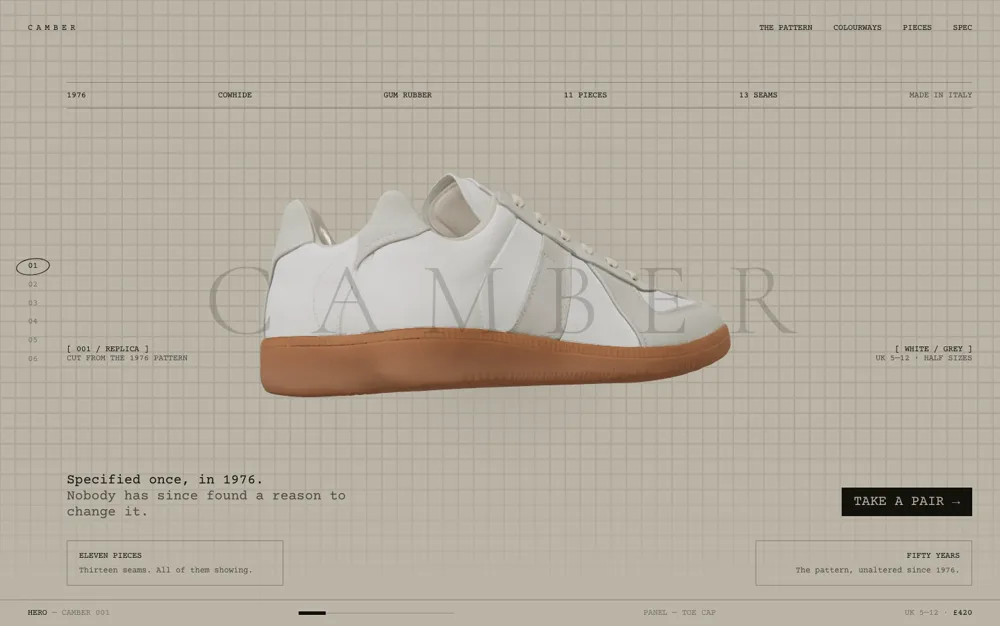 CAMBER
THE PATTERN COLOURWAYS PIECES SPEC
1976 COWHIDE GUM RUBBER 11 PIECES 13 SEAMS MADE IN ITALY
CAMBER
01
02
03
04
05
06
[ 001 / REPLICA ]
CUT FROM THE 1976 PATTERN
[ WHITE / GREY ]
UK 5—12 · HALF SIZES
Specified once, in 1976.
Nobody has since found a reason to
change it.
TAKE A PAIR →
ELEVEN PIECES
Thirteen seams. All of them showing.
FIFTY YEARS
The pattern, unaltered since 1976.
HERO — CAMBER 001 PANEL — TOE CAP UK 5—12 · £420